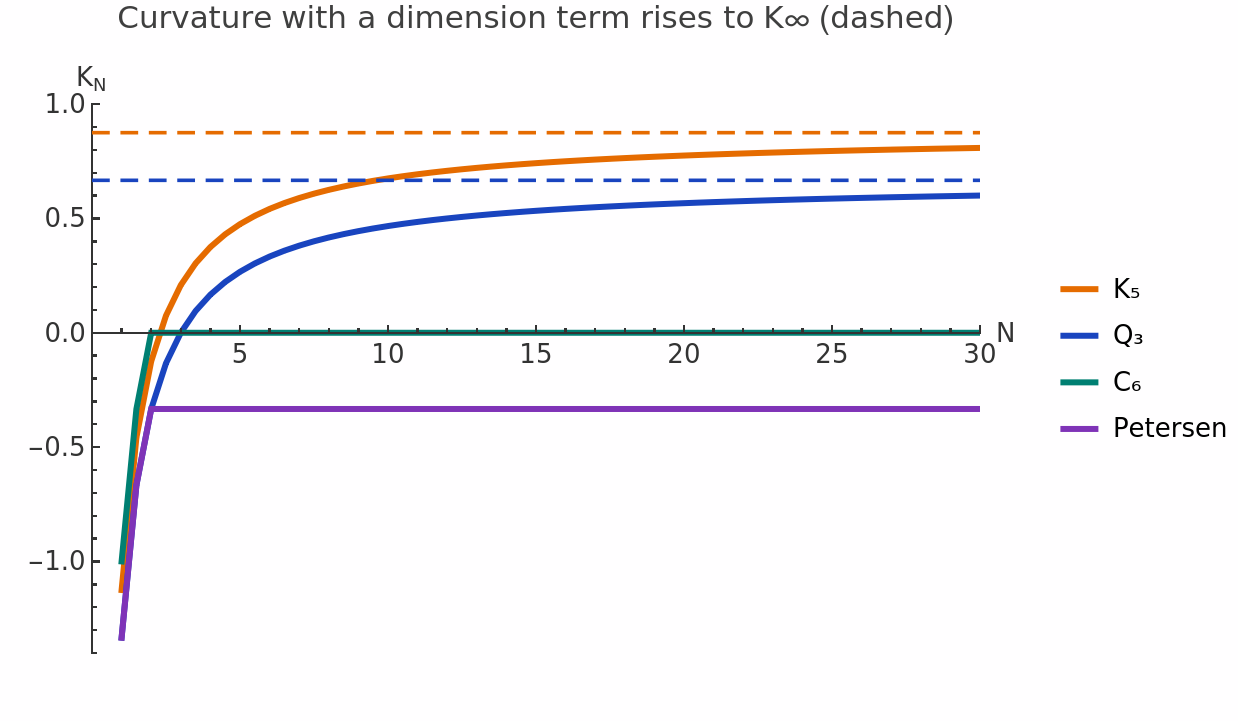 Curvature with a dimension term rises to K∞ (dashed)
K_N
1.0
0.5
0.0
–0.5
–1.0
5 10 15 20 25 30
N
K₅
Q₃
C₆
Petersen